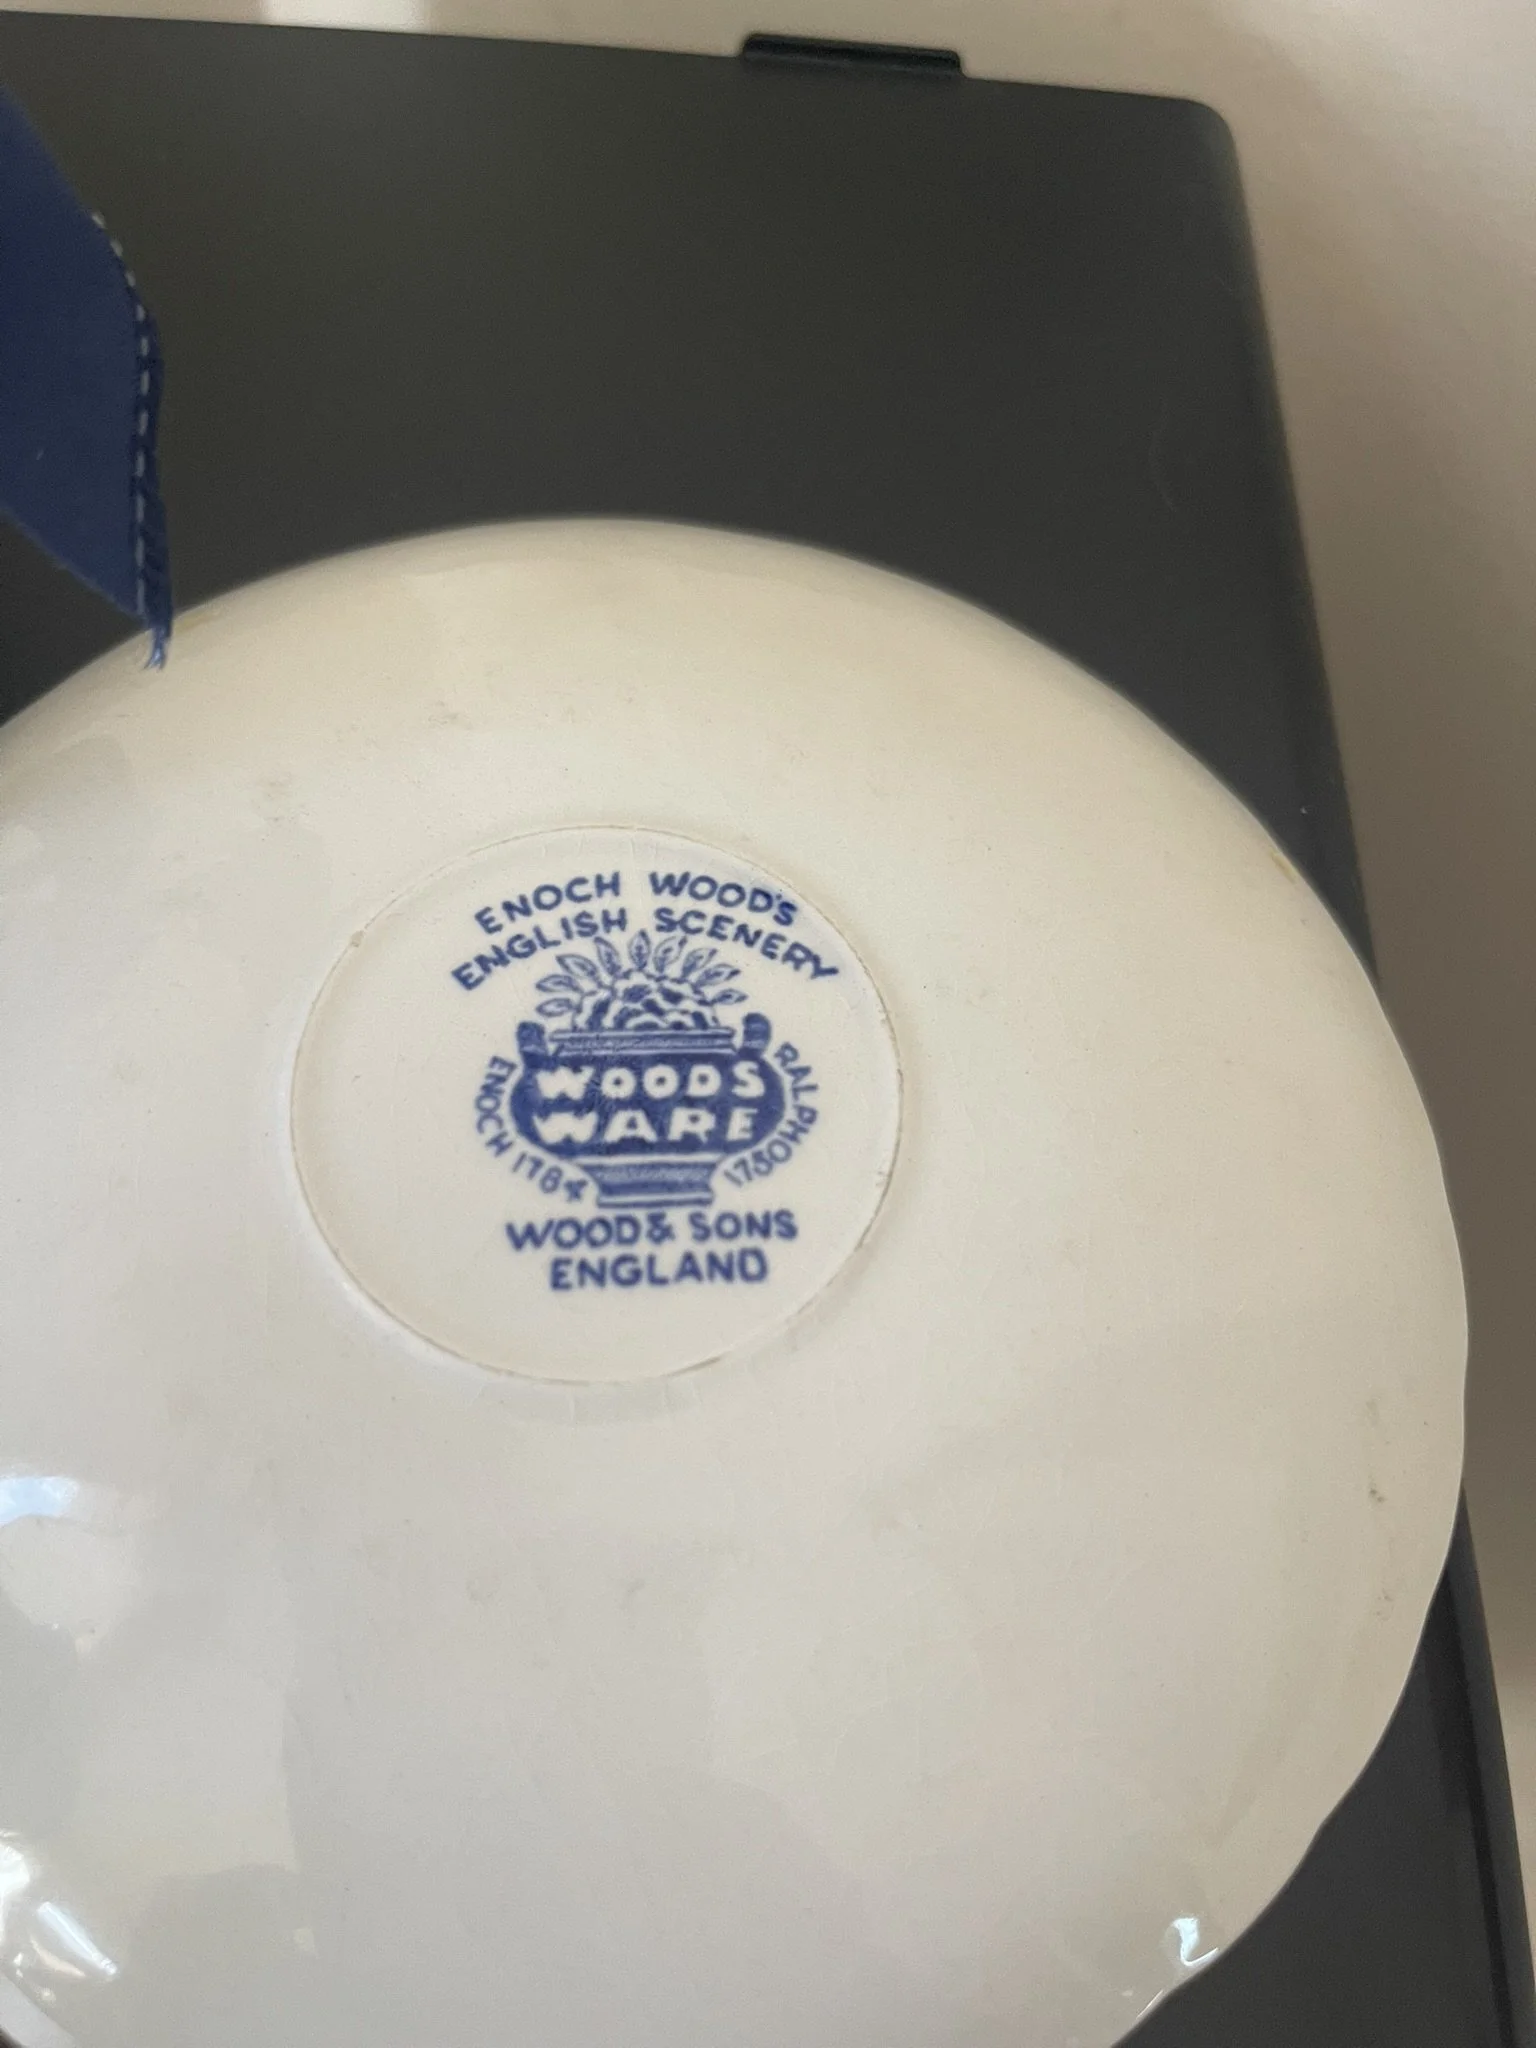 ENOCH WOOD'S
ENGLISH SCENERY
WOODS
WARE
ENOCH 1784
RALPH 1750
WOOD & SONS
ENGLAND